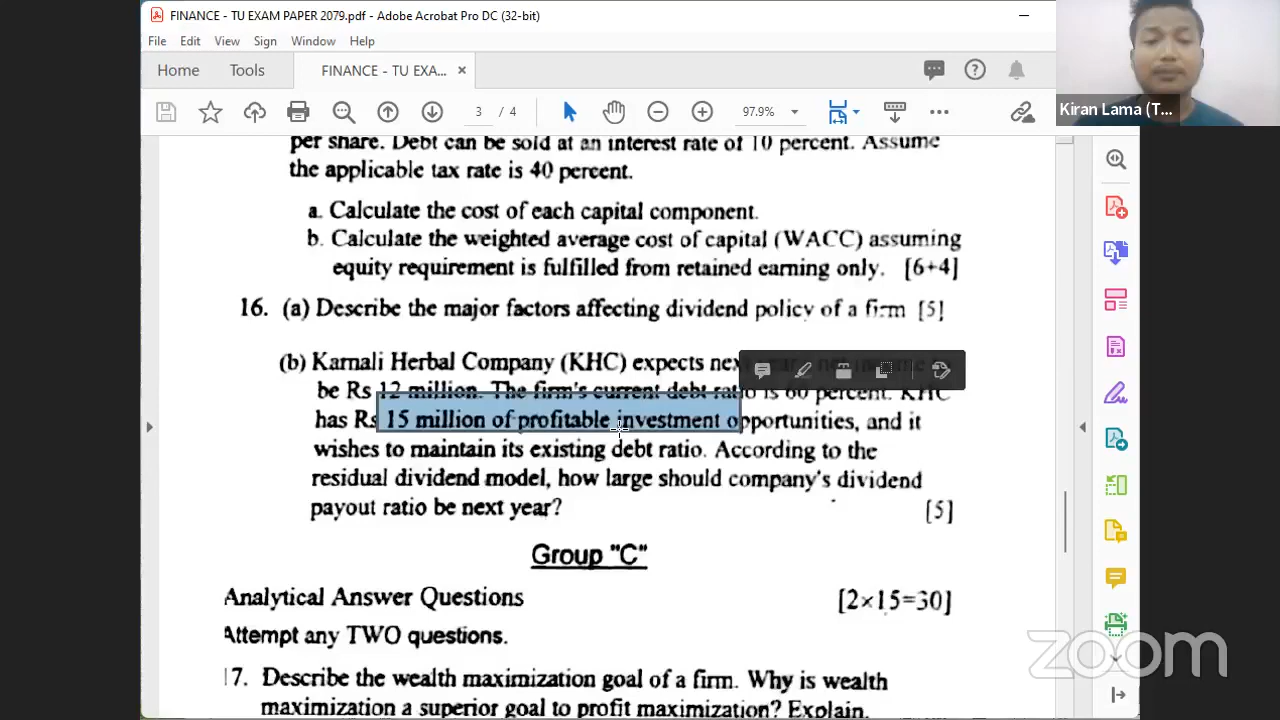 FINANCE - TU EXAM PAPER 2079.pdf - Adobe Acrobat Pro DC (32-bit)
File Edit View Sign Window Help
Home Tools FINANCE - TU EXA... ×
3 / 4 97.9%
Kiran Lama (T...
per share. Debt can be sold at an interest rate of 10 percent. Assume
the applicable tax rate is 40 percent.
a. Calculate the cost of each capital component.
b. Calculate the weighted average cost of capital (WACC) assuming
equity requirement is fulfilled from retained earning only. [6+4]
16. (a) Describe the major factors affecting dividend policy of a firm [5]
(b) Karnali Herbal Company (KHC) expects next
be Rs 12 million. The firm's current debt ratio is 60 percent. KHC
has Rs 15 million of profitable investment opportunities, and it
wishes to maintain its existing debt ratio. According to the
residual dividend model, how large should company's dividend
payout ratio be next year? [5]
Group "C"
Analytical Answer Questions [2×15=30]
Attempt any TWO questions.
17. Describe the wealth maximization goal of a firm. Why is wealth
maximization a superior goal to profit maximization? Explain.
zoom